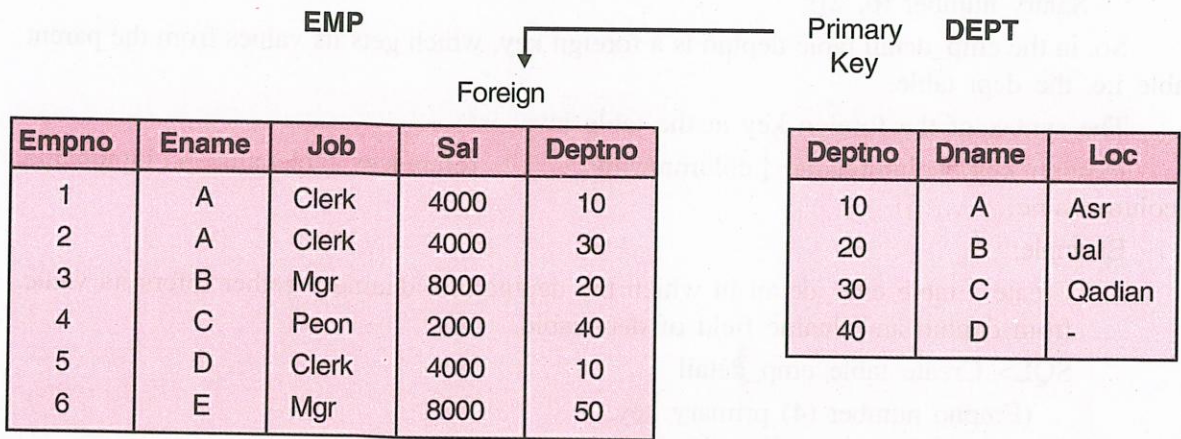 EMP
Primary
Key
DEPT
Foreign
Empno Ename Job Sal Deptno
1 A Clerk 4000 10
2 A Clerk 4000 30
3 B Mgr 8000 20
4 C Peon 2000 40
5 D Clerk 4000 10
6 E Mgr 8000 50
Deptno Dname Loc
10 A Asr
20 B Jal
30 C Qadian
40 D -